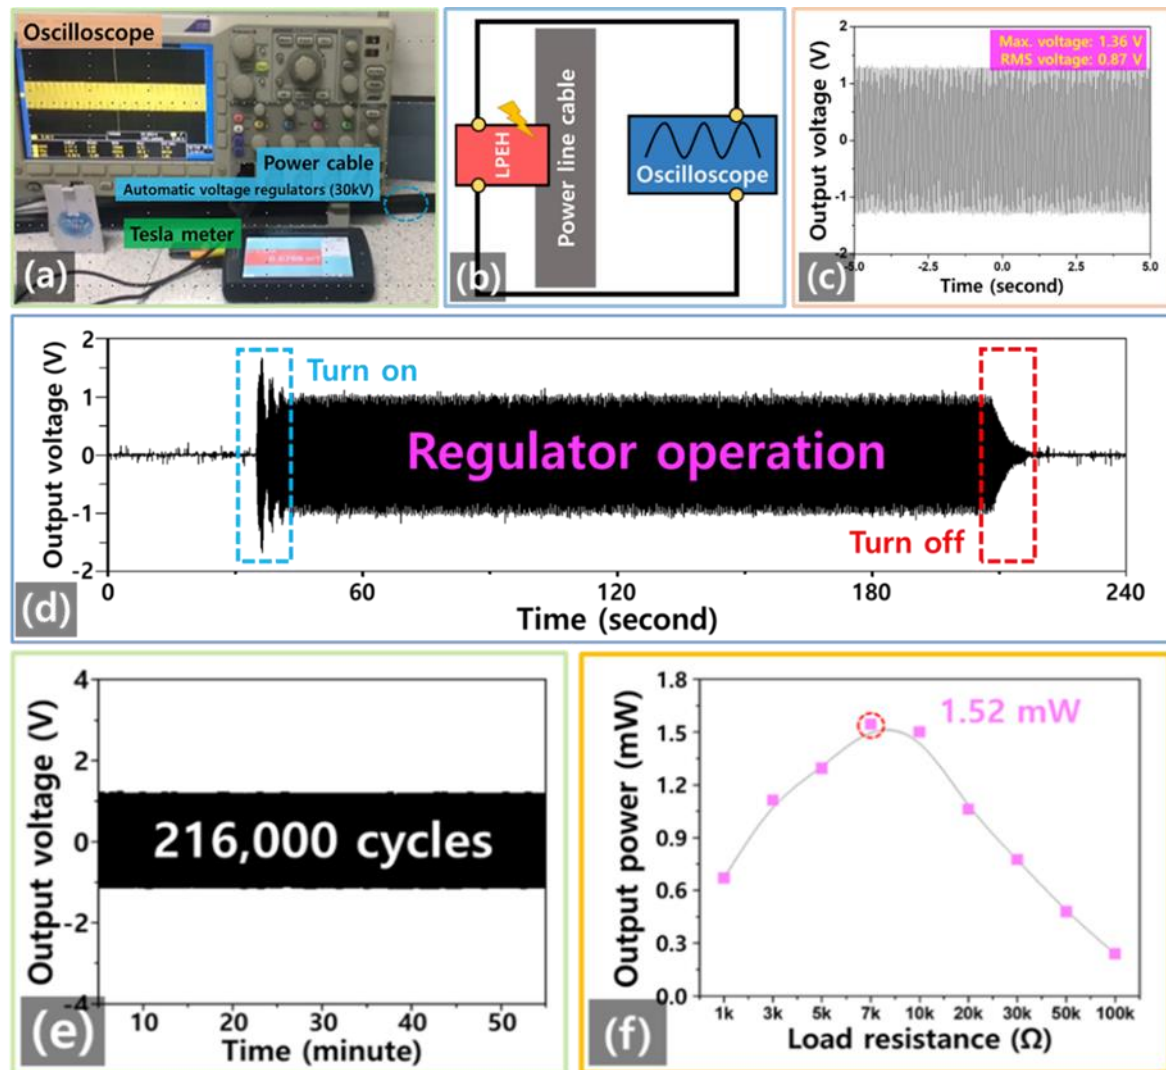 Oscilloscope
Power cable
Automatic voltage regulators (30kV)
Tesla meter
(a)
LPEH
Power line cable
Oscilloscope
(b)
Output voltage (V)
2
1
0
-1
-2
Max. voltage: 1.36 V
RMS voltage: 0.87 V
-5.0
-2.5
0.0
2.5
5.0
Time (second)
(c)
Output voltage (V)
2
1
0
-1
-2
Turn on
Regulator operation
Turn off
0
60
120
180
240
Time (second)
(d)
Output voltage (V)
4
2
0
-2
-4
216,000 cycles
10
20
30
40
50
Time (minute)
(e)
Output power (mW)
1.8
1.5
1.2
0.9
0.6
0.3
0.0
1.52 mW
1k
3k
5k
7k
10k
20k
30k
50k
100k
Load resistance (Ω)
(f)